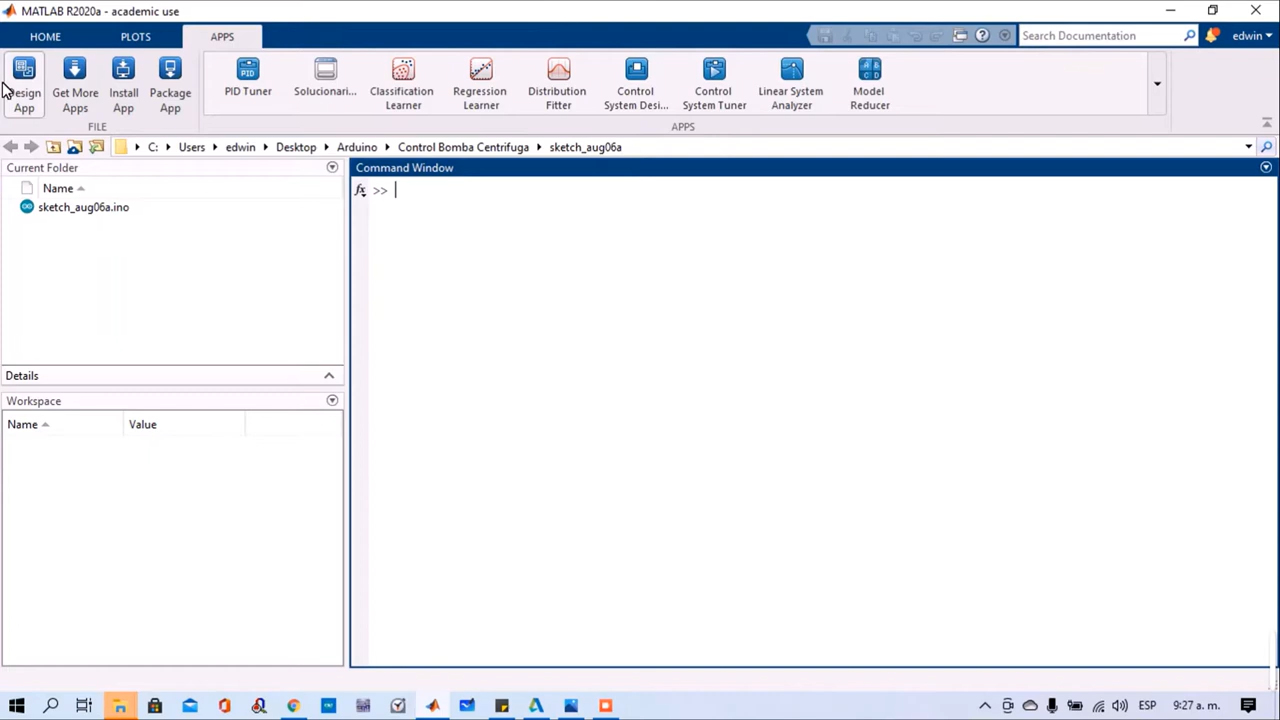 MATLAB R2020a - academic use
HOME PLOTS APPS Search Documentation edwin
Design App
Get More Apps
Install App
Package App
PID Tuner
Solucionari...
Classification Learner
Regression Learner
Distribution Fitter
Control System Desi...
Control System Tuner
Linear System Analyzer
Model Reducer
FILE APPS
C: Users edwin Desktop Arduino Control Bomba Centrifuga sketch_aug06a
Current Folder
Name
sketch_aug06a.ino
Details
Workspace
Name Value
Command Window
fx >>
ESP 9:27 a. m.